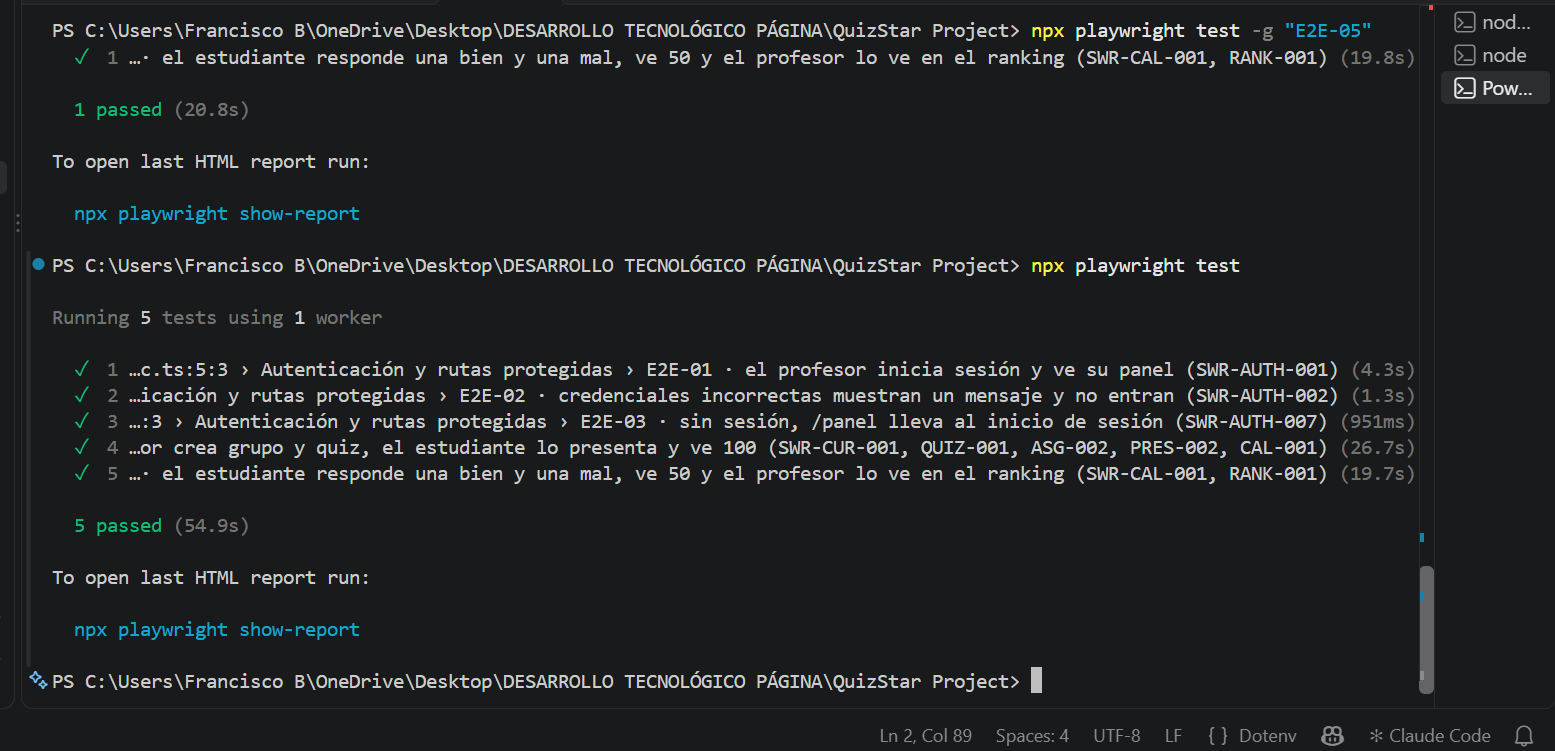 PS C:\Users\Francisco B\OneDrive\Desktop\DESARROLLO TECNOLÓGICO PÁGINA\QuizStar Project> npx playwright test -g "E2E-05"
✓ 1 …· el estudiante responde una bien y una mal, ve 50 y el profesor lo ve en el ranking (SWR-CAL-001, RANK-001) (19.8s)
1 passed (20.8s)
To open last HTML report run:
npx playwright show-report
PS C:\Users\Francisco B\OneDrive\Desktop\DESARROLLO TECNOLÓGICO PÁGINA\QuizStar Project> npx playwright test
Running 5 tests using 1 worker
✓ 1 …c.ts:5:3 › Autenticación y rutas protegidas › E2E-01 · el profesor inicia sesión y ve su panel (SWR-AUTH-001) (4.3s)
✓ 2 …icación y rutas protegidas › E2E-02 · credenciales incorrectas muestran un mensaje y no entran (SWR-AUTH-002) (1.3s)
✓ 3 …:3 › Autenticación y rutas protegidas › E2E-03 · sin sesión, /panel lleva al inicio de sesión (SWR-AUTH-007) (951ms)
✓ 4 …or crea grupo y quiz, el estudiante lo presenta y ve 100 (SWR-CUR-001, QUIZ-001, ASG-002, PRES-002, CAL-001) (26.7s)
✓ 5 …· el estudiante responde una bien y una mal, ve 50 y el profesor lo ve en el ranking (SWR-CAL-001, RANK-001) (19.7s)
5 passed (54.9s)
To open last HTML report run:
npx playwright show-report
PS C:\Users\Francisco B\OneDrive\Desktop\DESARROLLO TECNOLÓGICO PÁGINA\QuizStar Project>
nod...
node
Pow...
Ln 2, Col 89 Spaces: 4 UTF-8 LF { } Dotenv Claude Code